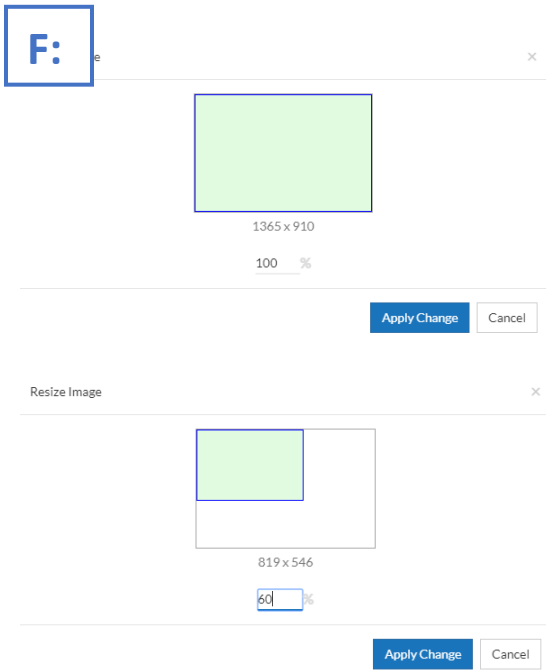 F:
e ×
1365 x 910
100 %
Apply Change Cancel
Resize Image ×
819 x 546
60 %
Apply Change Cancel